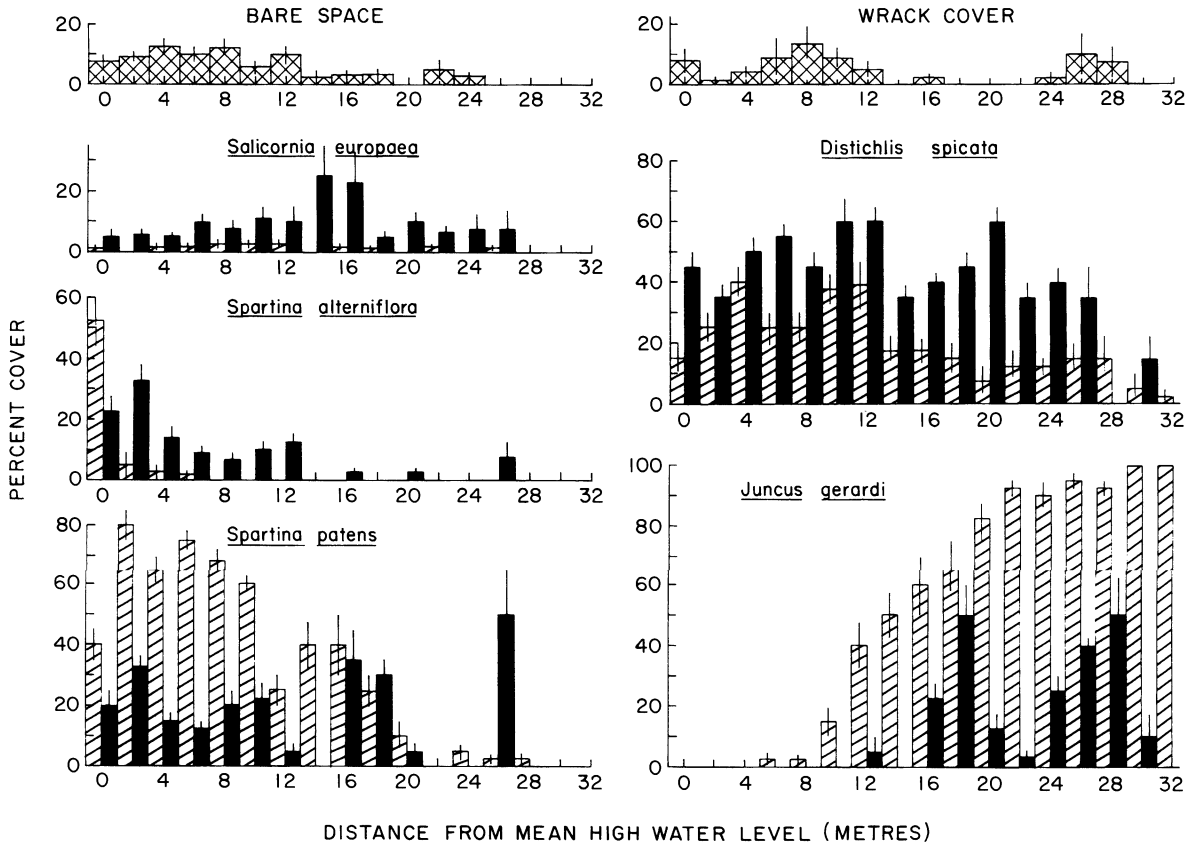 BARE SPACE
20
0
0 4 8 12 16 20 24 28 32
Salicornia europaea
20
0
0 4 8 12 16 20 24 28 32
Spartina alterniflora
60
40
20
0
0 4 8 12 16 20 24 28 32
Spartina patens
80
60
40
20
0
0 4 8 12 16 20 24 28 32
PERCENT COVER
WRACK COVER
20
0
0 4 8 12 16 20 24 28 32
Distichlis spicata
80
60
40
20
0
0 4 8 12 16 20 24 28 32
Juncus gerardi
100
80
60
40
20
0
0 4 8 12 16 20 24 28 32
DISTANCE FROM MEAN HIGH WATER LEVEL (METRES)